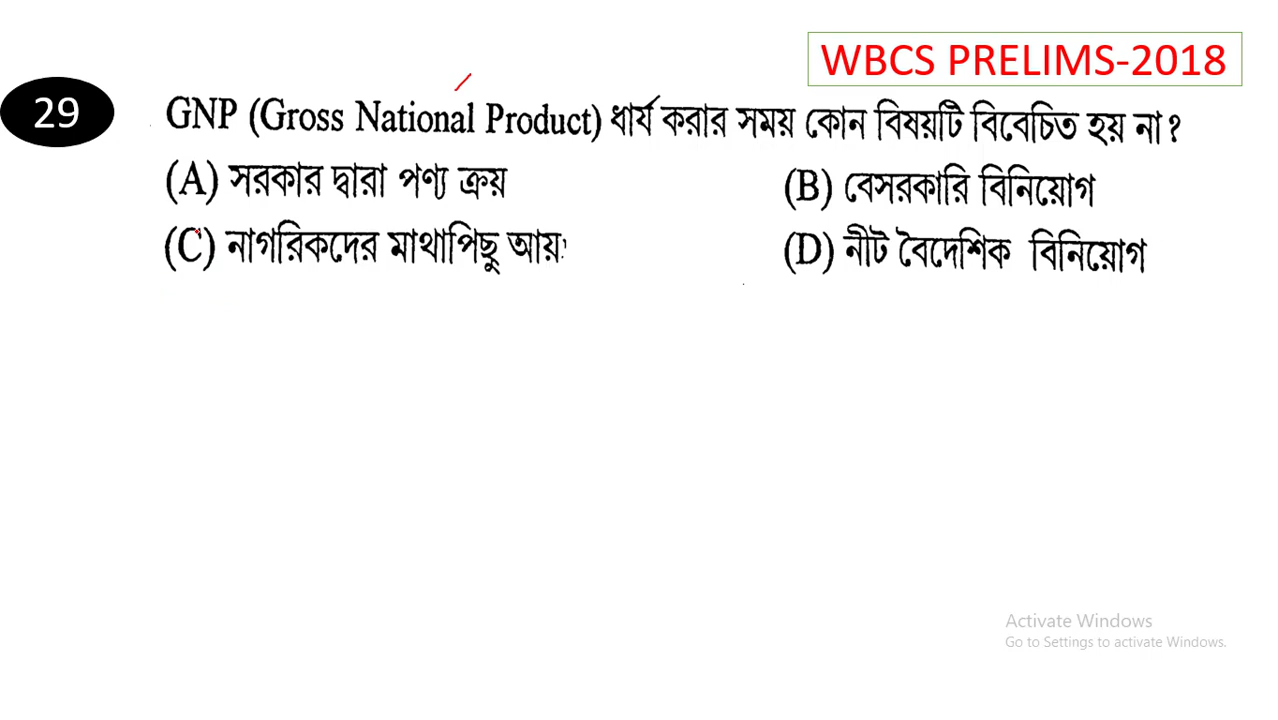 WBCS PRELIMS-2018
29 GNP (Gross National Product) ধার্য করার সময় কোন বিষয়টি বিবেচিত হয় না ?
(A) সরকার দ্বারা পণ্য ক্রয় (B) বেসরকারি বিনিয়োগ
(C) নাগরিকদের মাথাপিছু আয় (D) নীট বৈদেশিক বিনিয়োগ
Activate Windows
Go to Settings to activate Windows.